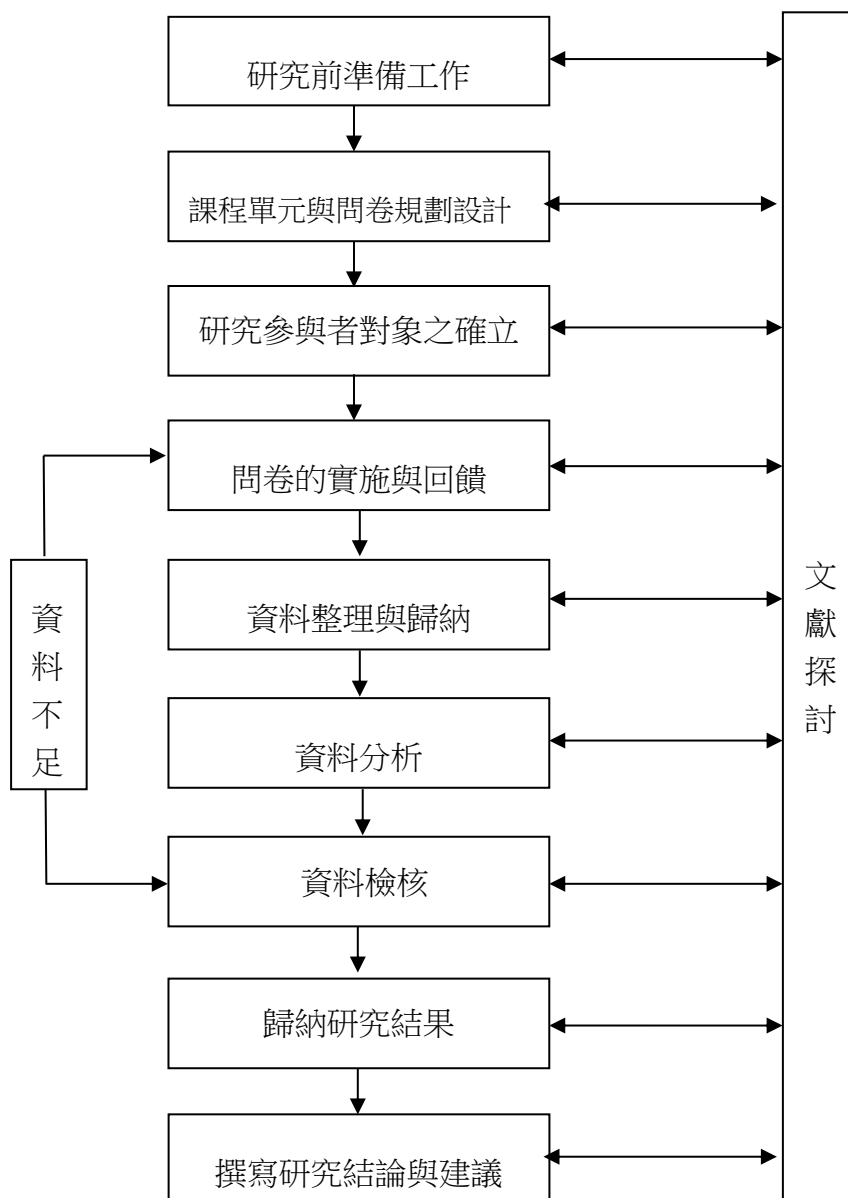 研究前準備工作
課程單元與問卷規劃設計
研究參與者對象之確立
問卷的實施與回饋
資料整理與歸納
資料分析
資料檢核
歸納研究結果
撰寫研究結論與建議
資料不足
文獻探討